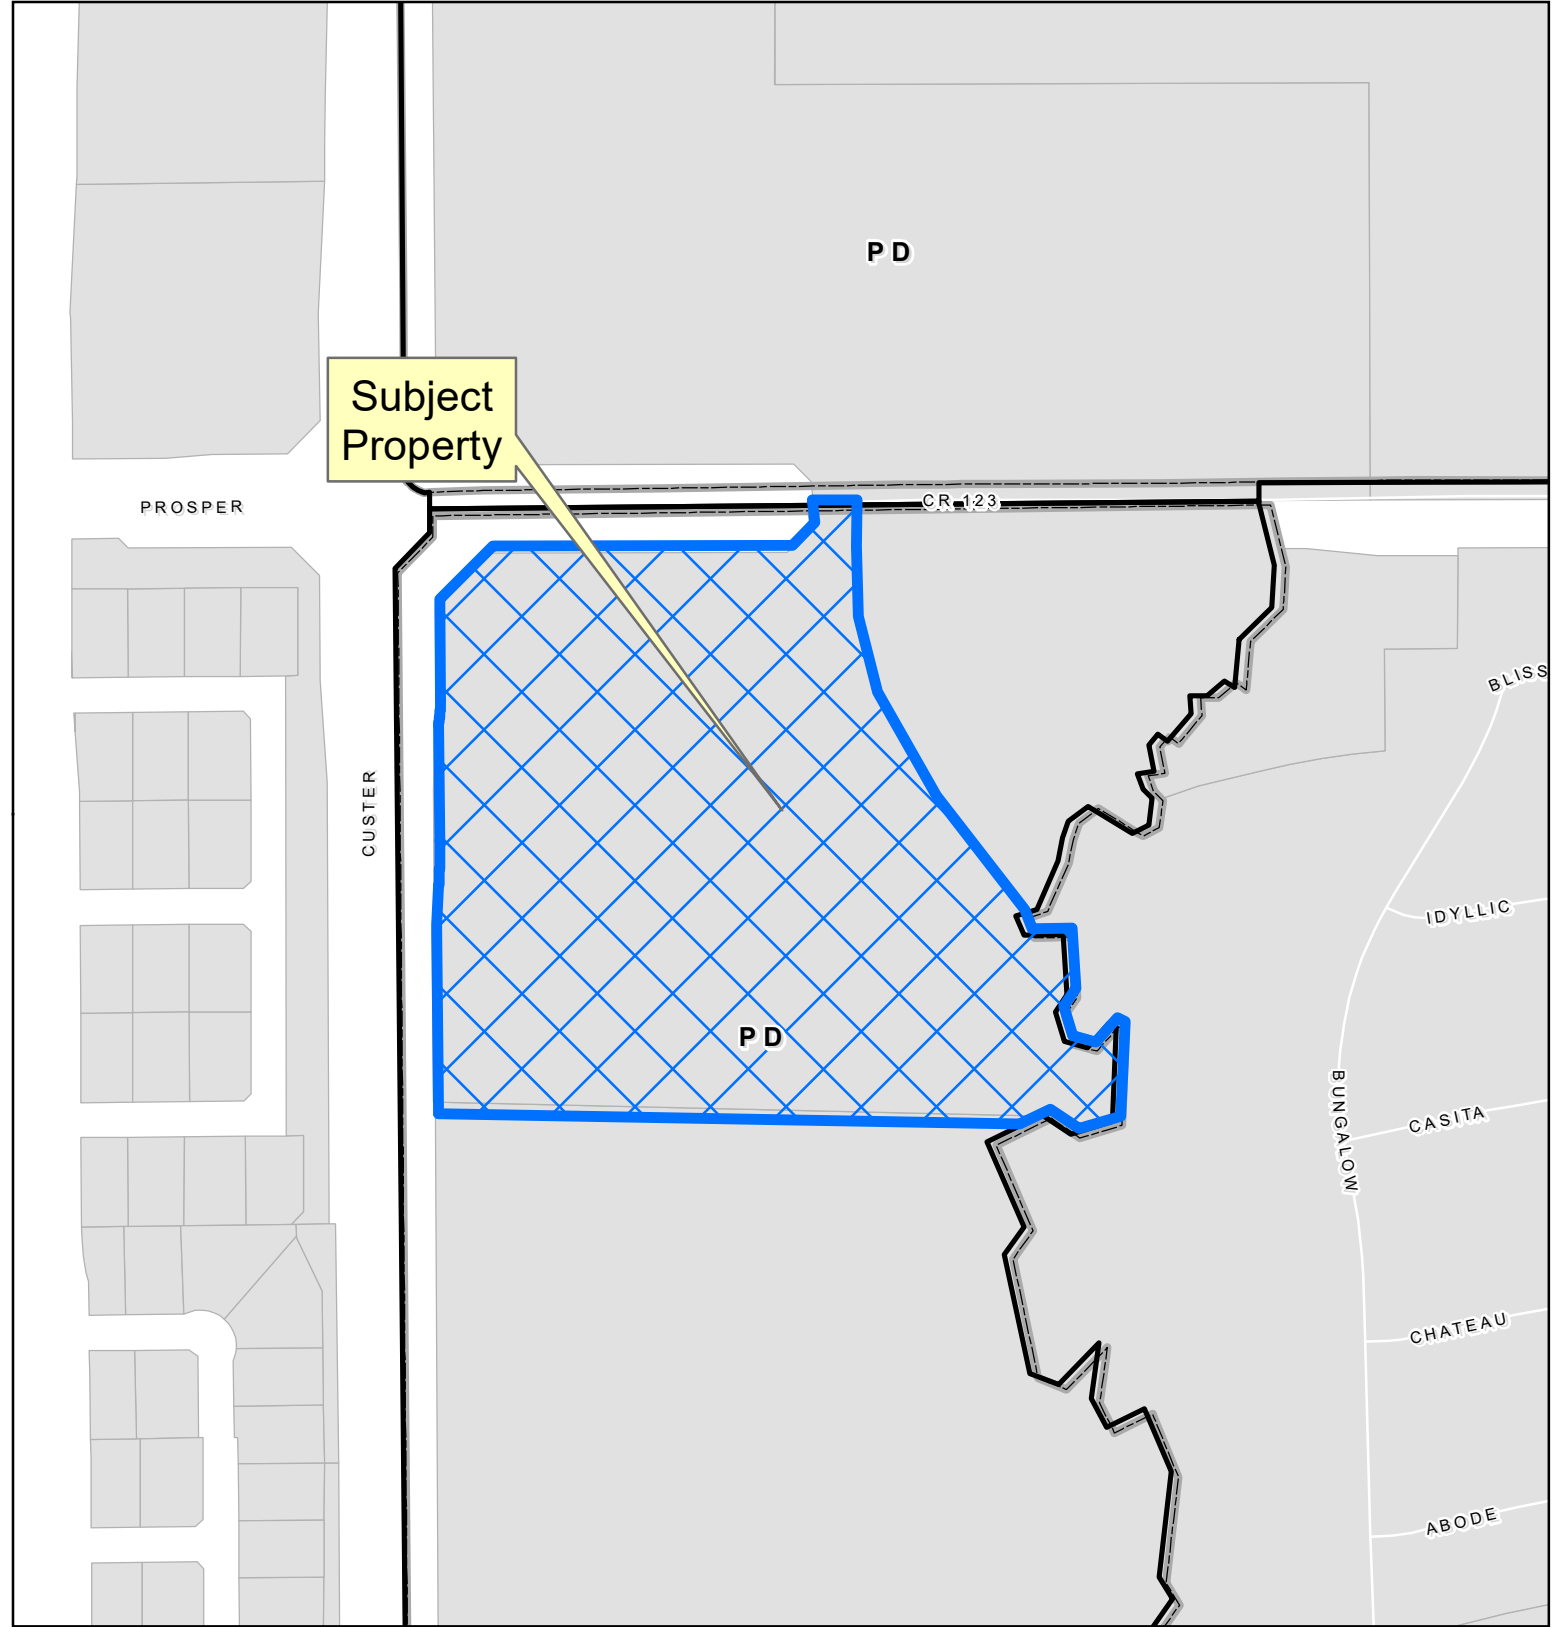 PD
Subject
Property
PROSPER
CR 123
BLISS
CUSTER
IDYLLIC
PD
BUNGALOW
CASITA
CHATEAU
ABODE